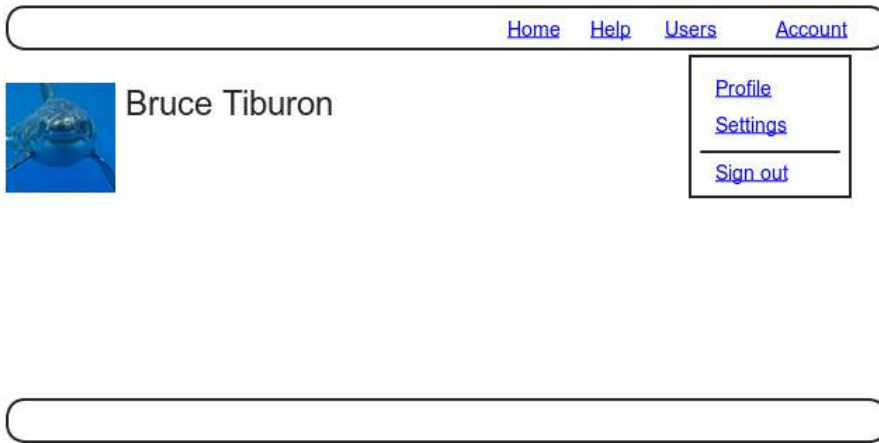 Home Help Users Account
Bruce Tiburon
Profile
Settings
Sign out